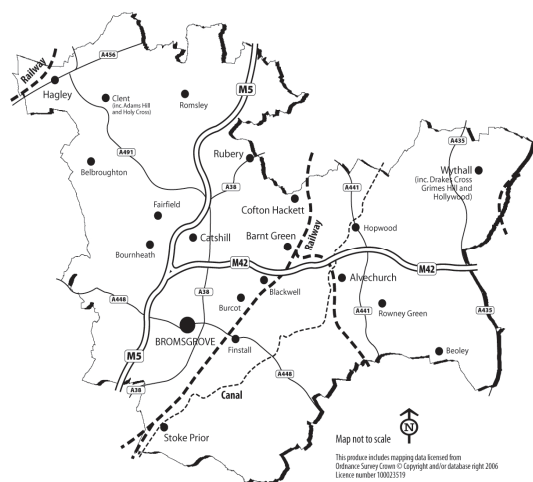 A456
Railway
Hagley
Clent
(inc. Adams Hill
and Holy Cross)
Romsley
M5
A435
A491
Rubery
Wythall
(inc. Drakes Cross
Grimes Hill and
Hollywood)
Belbroughton
A38
A441
Cofton Hackett
Fairfield
Hopwood
Catshill
Barnt Green
Railway
Bournheath
M42
M42
Alvechurch
Blackwell
A38
A448
Burcot
A441
Rowney Green
A435
BROMSGROVE
Finstall
M5
Beoley
A448
A38
Canal
Stoke Prior
N
Map not to scale
This produce includes mapping data licensed from
Ordnance Survey Crown © Copyright and/or database right 2006
Licence number 100023519